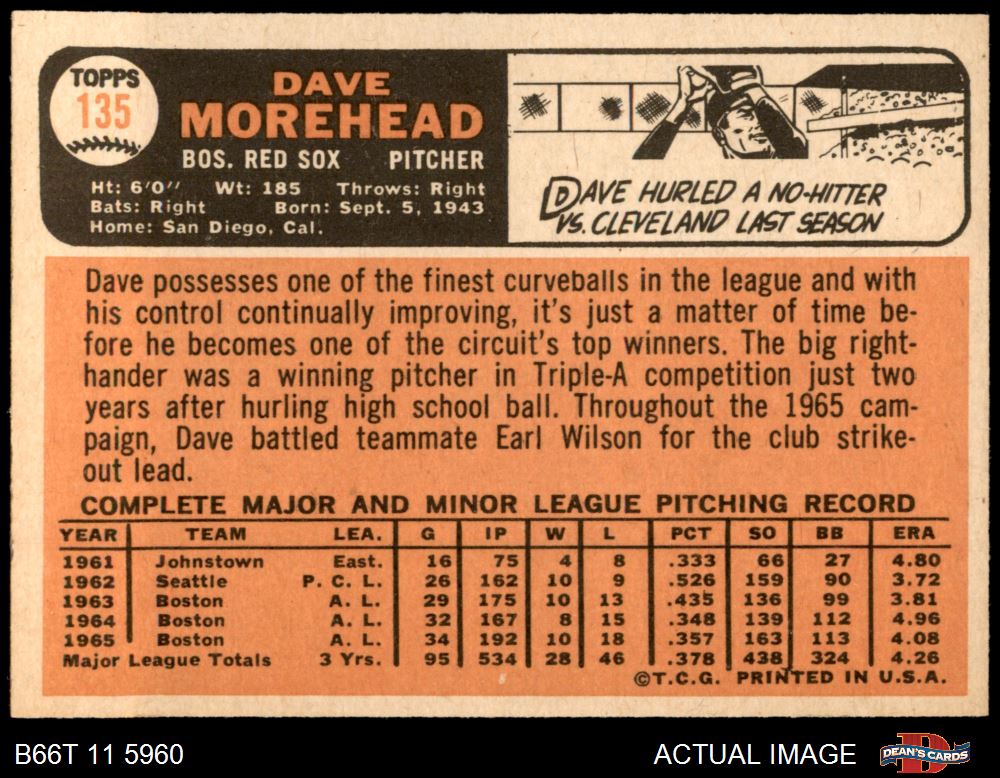 TOPPS
135
DAVE
MOREHEAD
BOS. RED SOX PITCHER
Ht: 6'0" Wt: 185 Throws: Right
Bats: Right Born: Sept. 5, 1943
Home: San Diego, Cal.
DAVE HURLED A NO-HITTER
VS. CLEVELAND LAST SEASON
Dave possesses one of the finest curveballs in the league and with
his control continually improving, it's just a matter of time be-
fore he becomes one of the circuit's top winners. The big right-
hander was a winning pitcher in Triple-A competition just two
years after hurling high school ball. Throughout the 1965 cam-
paign, Dave battled teammate Earl Wilson for the club strike-
out lead.
COMPLETE MAJOR AND MINOR LEAGUE PITCHING RECORD
YEAR TEAM LEA. G IP W L PCT SO BB ERA
1961 Johnstown East. 16 75 4 8 .333 66 27 4.80
1962 Seattle P. C. L. 26 162 10 9 .526 159 90 3.72
1963 Boston A. L. 29 175 10 13 .435 136 99 3.81
1964 Boston A. L. 32 167 8 15 .348 139 112 4.96
1965 Boston A. L. 34 192 10 18 .357 163 113 4.08
Major League Totals 3 Yrs. 95 534 28 46 .378 438 324 4.26
©T.C.G. PRINTED IN U.S.A.
B66T 11 5960
ACTUAL IMAGE
DEAN'S CARDS